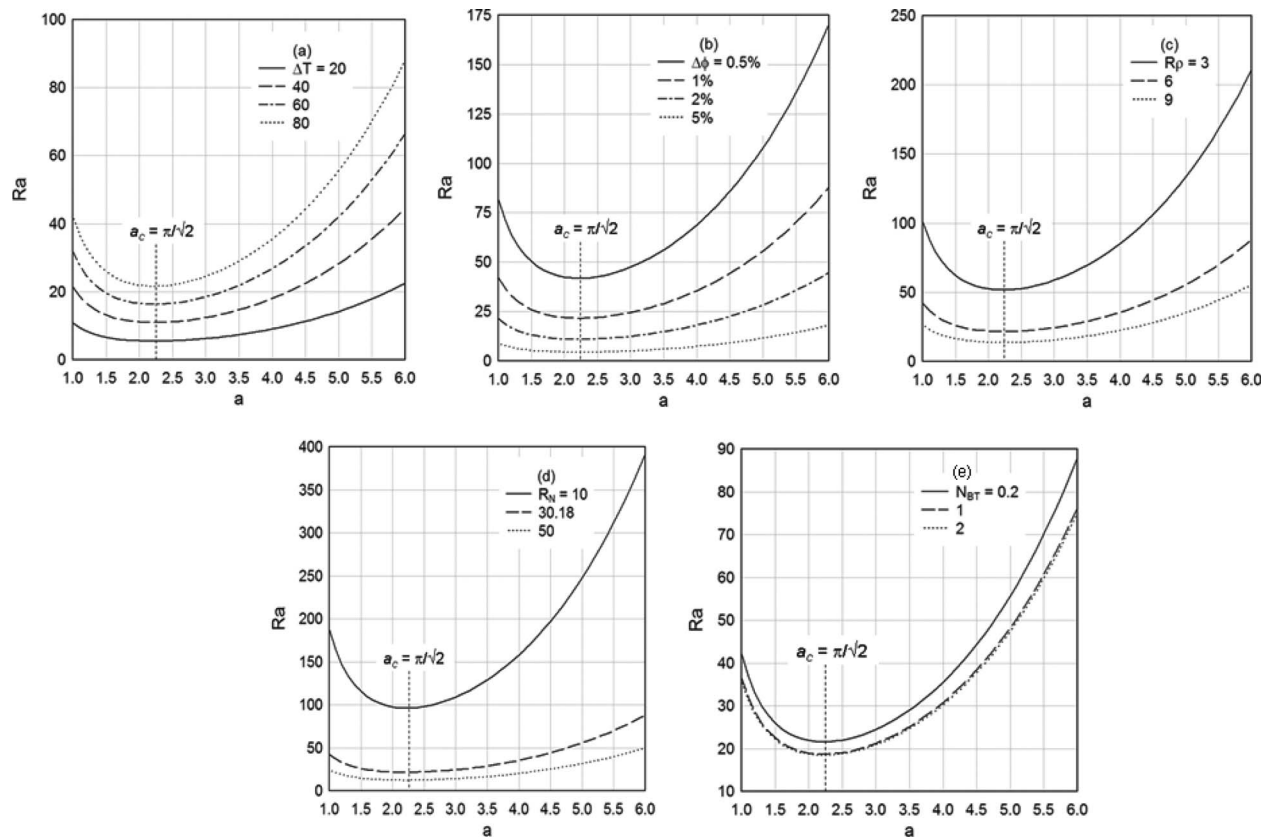 (a)
ΔT = 20
40
60
80
a_c = π/√2
Ra
100
80
60
40
20
0
1.0 1.5 2.0 2.5 3.0 3.5 4.0 4.5 5.0 5.5 6.0
a
(b)
Δϕ = 0.5%
1%
2%
5%
a_c = π/√2
Ra
175
150
125
100
75
50
25
0
1.0 1.5 2.0 2.5 3.0 3.5 4.0 4.5 5.0 5.5 6.0
a
(c)
Rρ = 3
6
9
a_c = π/√2
Ra
250
200
150
100
50
0
1.0 1.5 2.0 2.5 3.0 3.5 4.0 4.5 5.0 5.5 6.0
a
(d)
R_N = 10
30.18
50
a_c = π/√2
Ra
400
350
300
250
200
150
100
50
0
1.0 1.5 2.0 2.5 3.0 3.5 4.0 4.5 5.0 5.5 6.0
a
(e)
N_BT = 0.2
1
2
a_c = π/√2
Ra
90
80
70
60
50
40
30
20
10
1.0 1.5 2.0 2.5 3.0 3.5 4.0 4.5 5.0 5.5 6.0
a